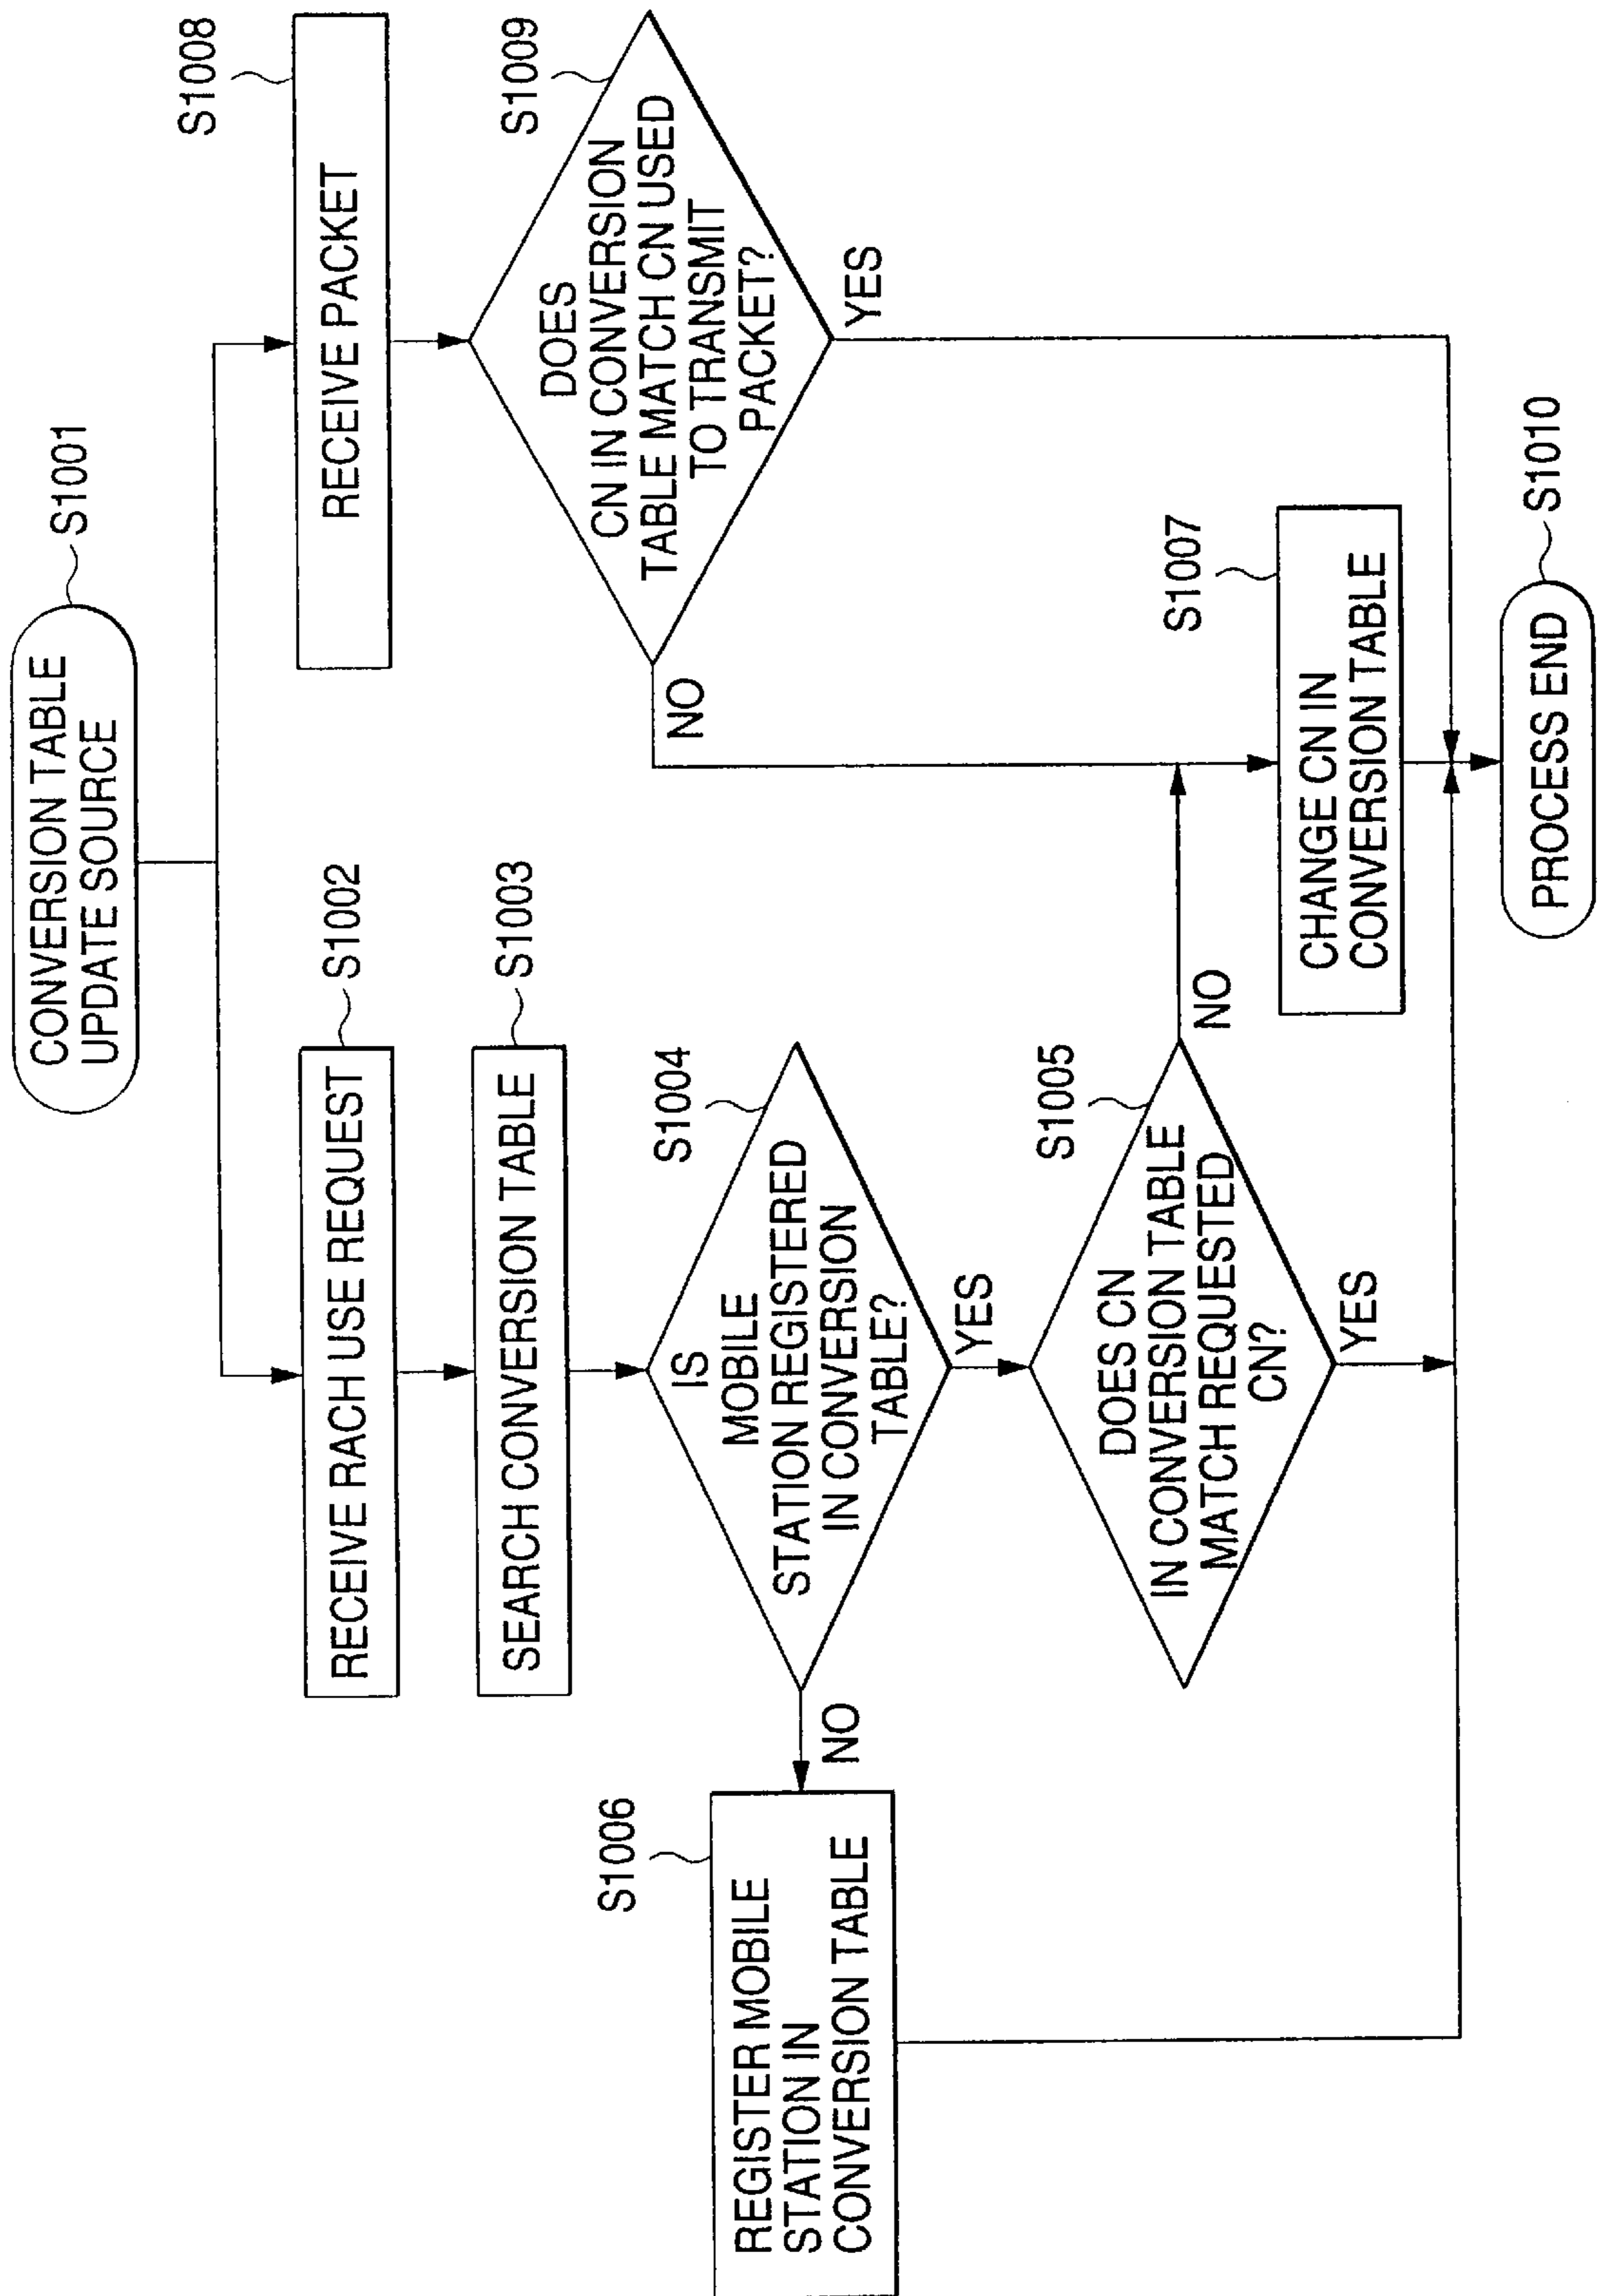 CONVERSION TABLE
UPDATE SOURCE
S1001
RECEIVE RACH USE REQUEST
S1002
SEARCH CONVERSION TABLE
S1003
IS
MOBILE
STATION REGISTERED
IN CONVERSION
TABLE?
S1004
NO
YES
REGISTER MOBILE
STATION IN
CONVERSION TABLE
S1006
DOES CN
IN CONVERSION TABLE
MATCH REQUESTED
CN?
S1005
NO
YES
RECEIVE PACKET
S1008
DOES
CN IN CONVERSION
TABLE MATCH CN USED
TO TRANSMIT
PACKET?
S1009
NO
YES
CHANGE CN IN
CONVERSION TABLE
S1007
PROCESS END
S1010